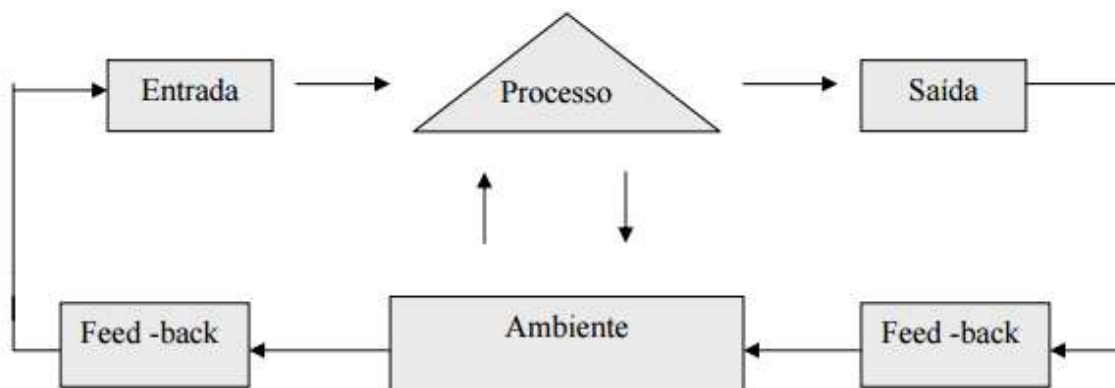 Entrada
Processo
Saída
Feed -back
Ambiente
Feed -back